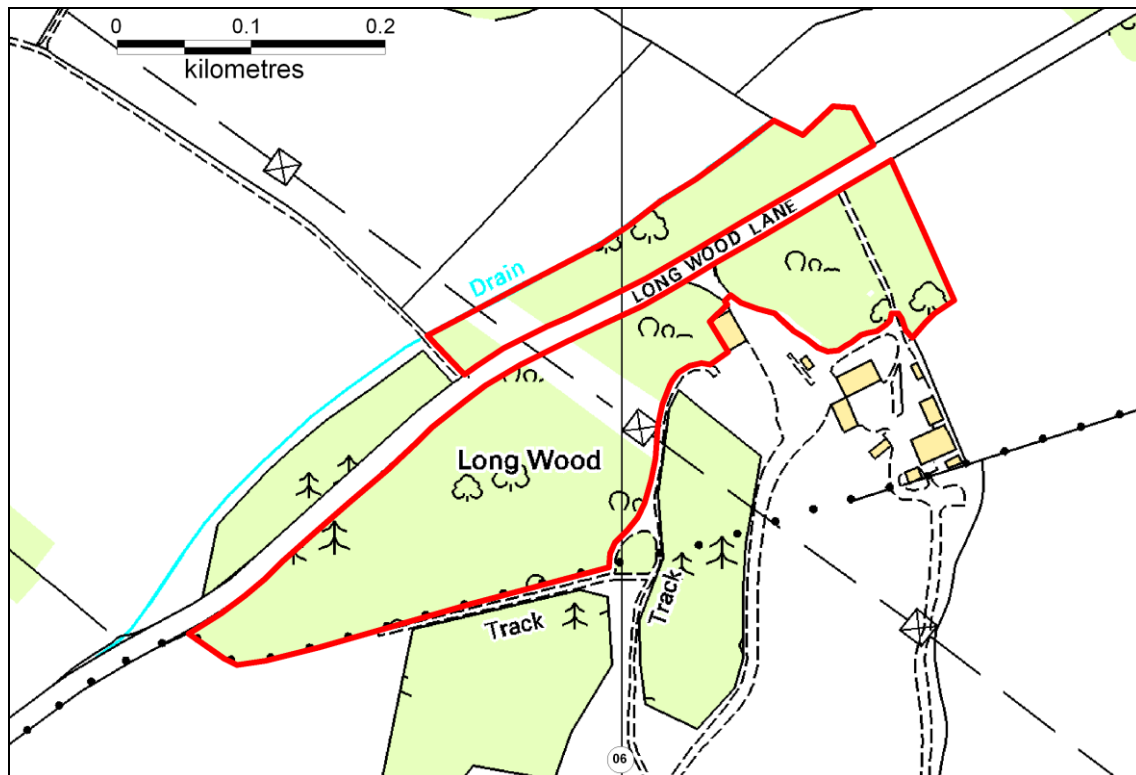 0 0.1 0.2
kilometres
Drain
LONG WOOD LANE
Long Wood
Track
Track
06